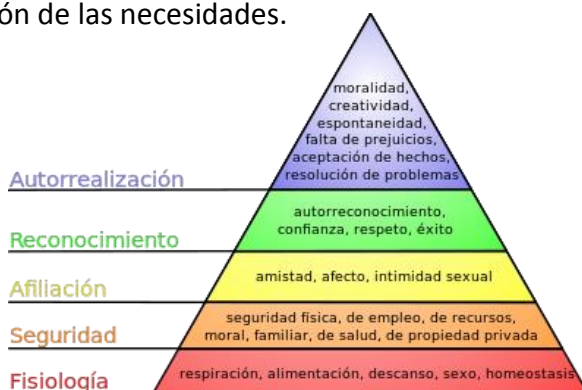 ón de las necesidades.
moralidad,
creatividad,
espontaneidad,
falta de prejuicios,
aceptación de hechos,
resolución de problemas
Autorrealización
autorreconocimiento,
confianza, respeto, éxito
Reconocimiento
amistad, afecto, intimidad sexual
Afiliación
seguridad física, de empleo, de recursos,
moral, familiar, de salud, de propiedad privada
Seguridad
respiración, alimentación, descanso, sexo, homeostasis
Fisiología